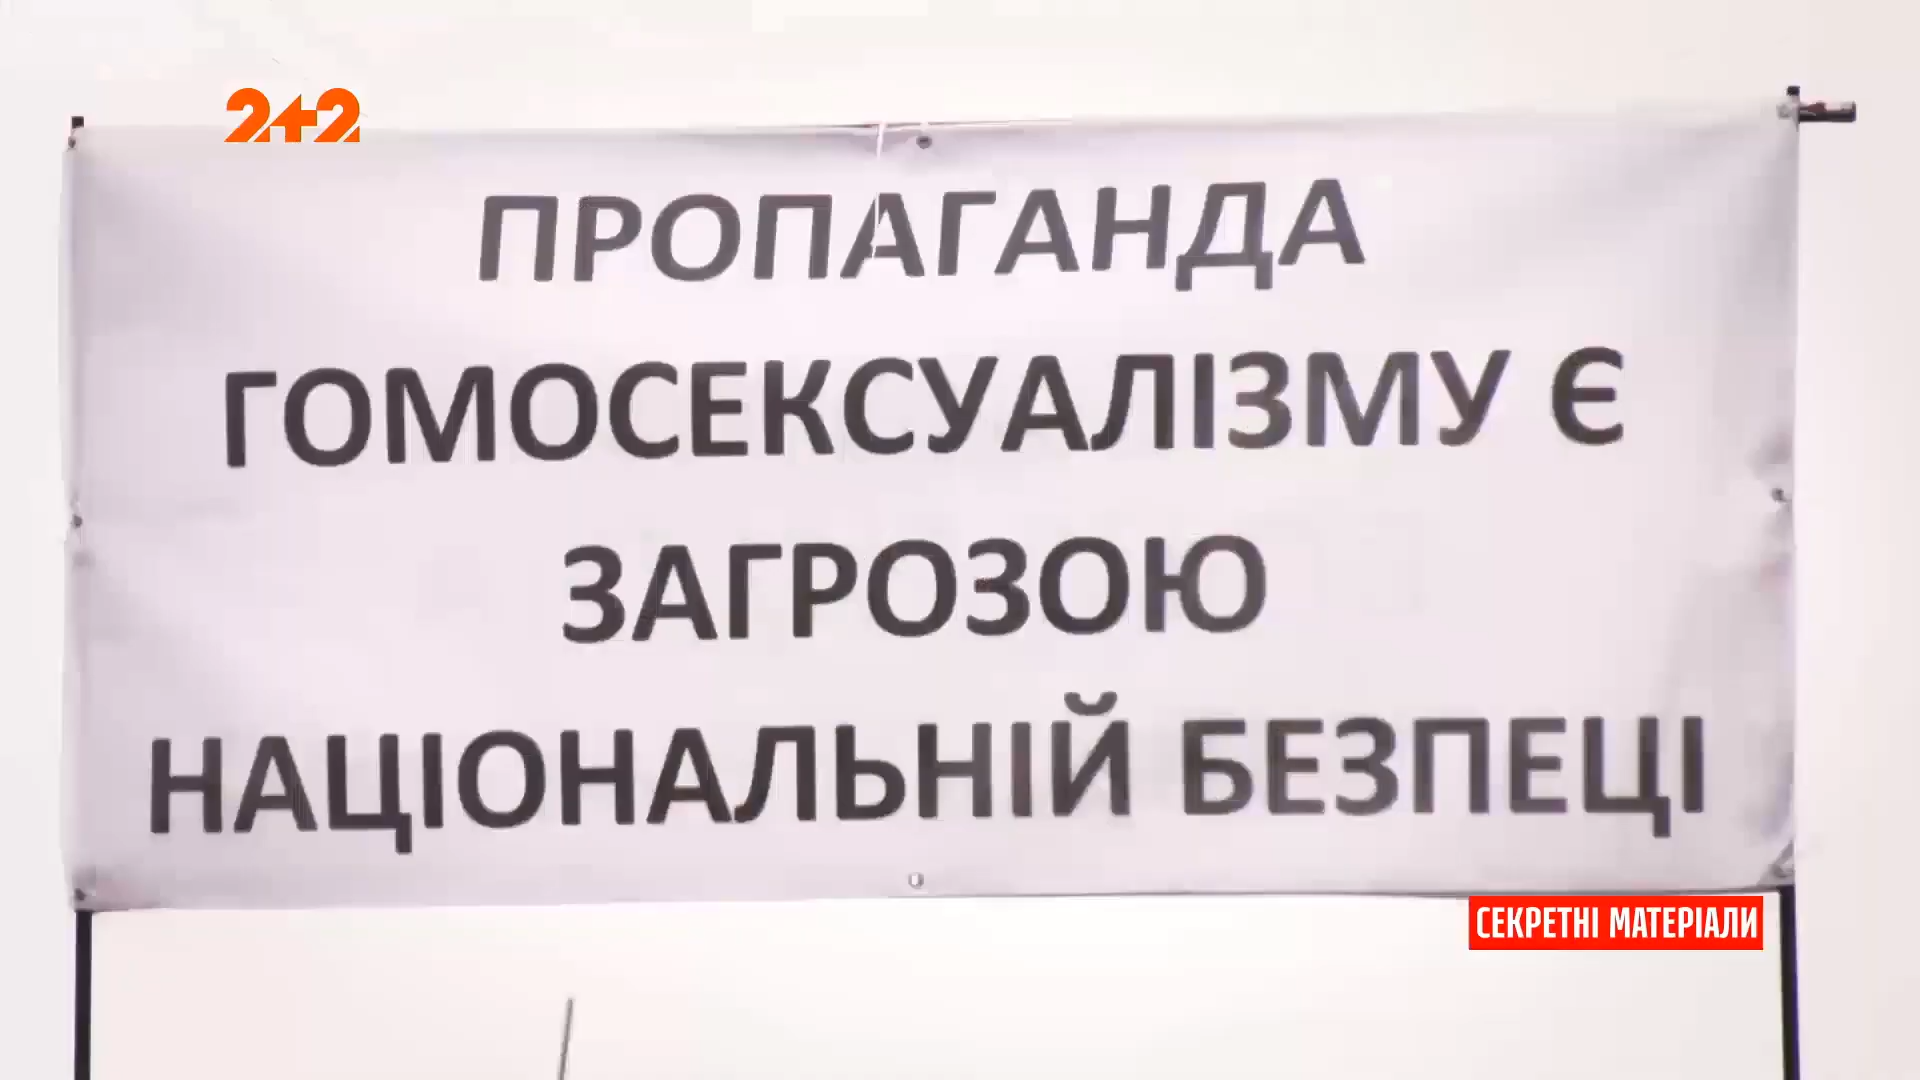 2+2
ПРОПАГАНДА
ГОМОСЕКСУАЛІЗМУ Є
ЗАГРОЗОЮ
НАЦІОНАЛЬНІЙ БЕЗПЕЦІ
СЕКРЕТНІ МАТЕРІАЛИ